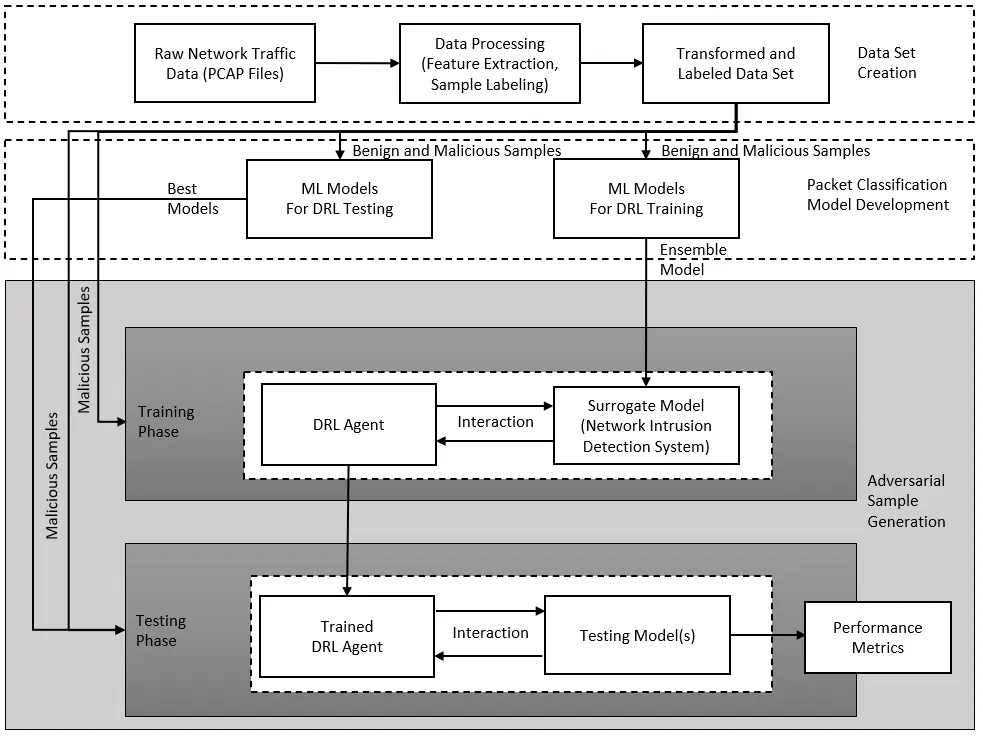 Raw Network Traffic
Data (PCAP Files)
Data Processing
(Feature Extraction,
Sample Labeling)
Transformed and
Labeled Data Set
Data Set
Creation
Benign and Malicious Samples
Benign and Malicious Samples
Best
Models
ML Models
For DRL Testing
ML Models
For DRL Training
Packet Classification
Model Development
Ensemble
Model
Malicious Samples
Malicious Samples
Training
Phase
DRL Agent
Interaction
Surrogate Model
(Network Intrusion
Detection System)
Adversarial
Sample
Generation
Testing
Phase
Trained
DRL Agent
Interaction
Testing Model(s)
Performance
Metrics